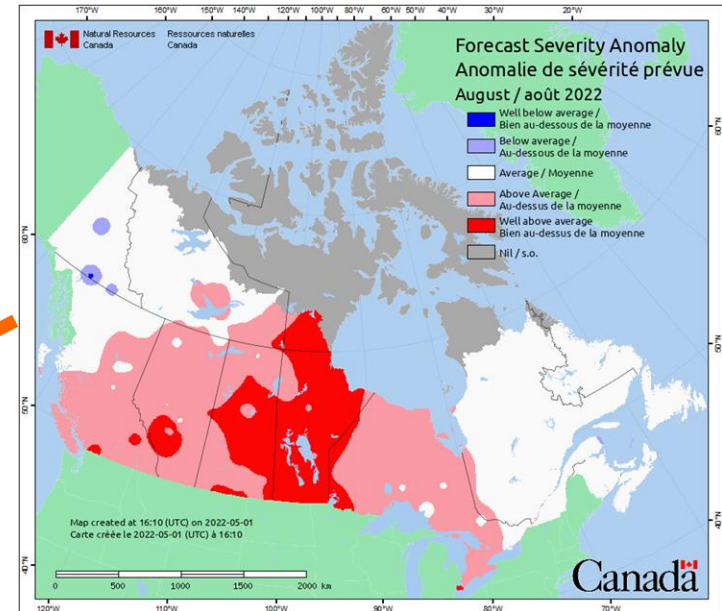 170°W 160°W 150°W 140°W 130°W 120°W 110°W 100°W 90°W 80°W 70°W 60°W 50°W 40°W 30°W 20°W
Natural Resources Canada
Ressources naturelles Canada
Forecast Severity Anomaly
Anomalie de sévérité prévue
August / août 2022
Well below average /
Bien au-dessous de la moyenne
Below average /
Au-dessous de la moyenne
Average / Moyenne
Above Average /
Au-dessus de la moyenne
Well above average
Bien au-dessus de la moyenne
Nil / s.o.
60°N
60°N
50°N
50°N
40°N
40°N
Map created at 16:10 (UTC) on 2022-05-01
Carte créée le 2022-05-01 (UTC) à 16:10
0 500 1000 1500 2000 km
Canada
120°W 110°W 100°W 90°W 80°W 70°W